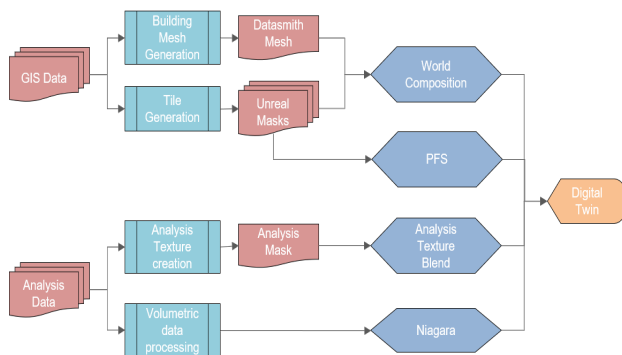 Building
Mesh
Generation
Datasmith
Mesh
GIS Data
World
Composition
Tile
Generation
Unreal
Masks
PFS
Digital
Twin
Analysis
Texture
creation
Analysis
Mask
Analysis
Texture
Blend
Analysis
Data
Volumetric
data
processing
Niagara